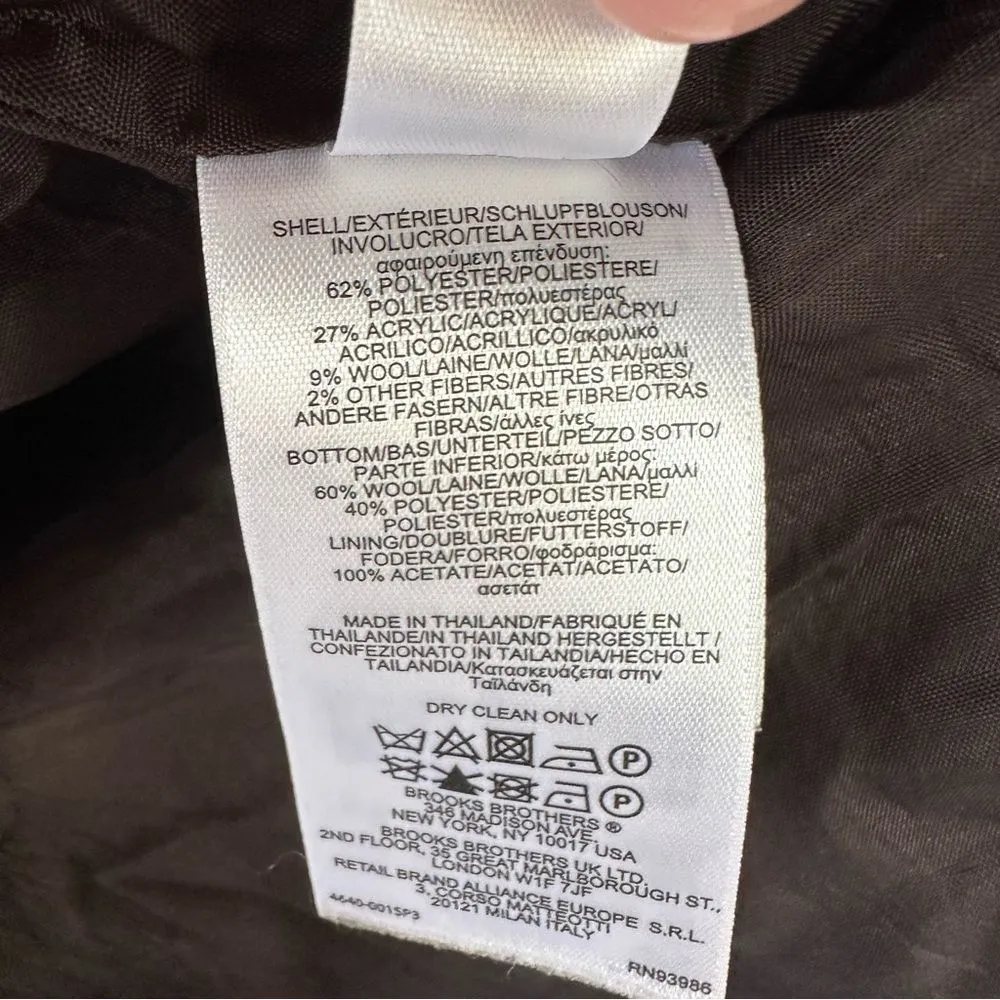 SHELL/EXTÉRIEUR/SCHLUPFBLOUSON/
INVOLUCRO/TELA EXTERIOR/
αφαιρούμενη επένδυση:
62% POLYESTER/POLIESTERE/
POLIESTER/πολυεστέρας
27% ACRYLIC/ACRYLIQUE/ACRYL/
ACRILICO/ACRILLICO/ακρυλικό
9% WOOL/LAINE/WOLLE/LANA/μαλλί
2% OTHER FIBERS/AUTRES FIBRES/
ANDERE FASERN/ALTRE FIBRE/OTRAS
FIBRAS/άλλες ίνες
BOTTOM/BAS/UNTERTEIL/PEZZO SOTTO/
PARTE INFERIOR/κάτω μέρος:
60% WOOL/LAINE/WOLLE/LANA/μαλλί
40% POLYESTER/POLIESTERE/
POLIESTER/πολυεστέρας
LINING/DOUBLURE/FUTTERSTOFF/
FODERA/FORRO/φοδράρισμα:
100% ACETATE/ACETAT/ACETATO/
ασετάτ
MADE IN THAILAND/FABRIQUÉ EN
THAILANDE/IN THAILAND HERGESTELLT /
CONFEZIONATO IN TAILANDIA/HECHO EN
TAILANDIA/Κατασκευάζεται στην
Ταϊλάνδη
DRY CLEAN ONLY
P
P
BROOKS BROTHERS ®
346 MADISON AVE
NEW YORK, NY 10017 USA
BROOKS BROTHERS UK LTD.
2ND FLOOR, 35 GREAT MARLBOROUGH ST.,
LONDON W1F 7JF
RETAIL BRAND ALLIANCE EUROPE S.R.L.
3, CORSO MATTEOTTI
20121 MILAN ITALY
4640-001SP3
RN93986